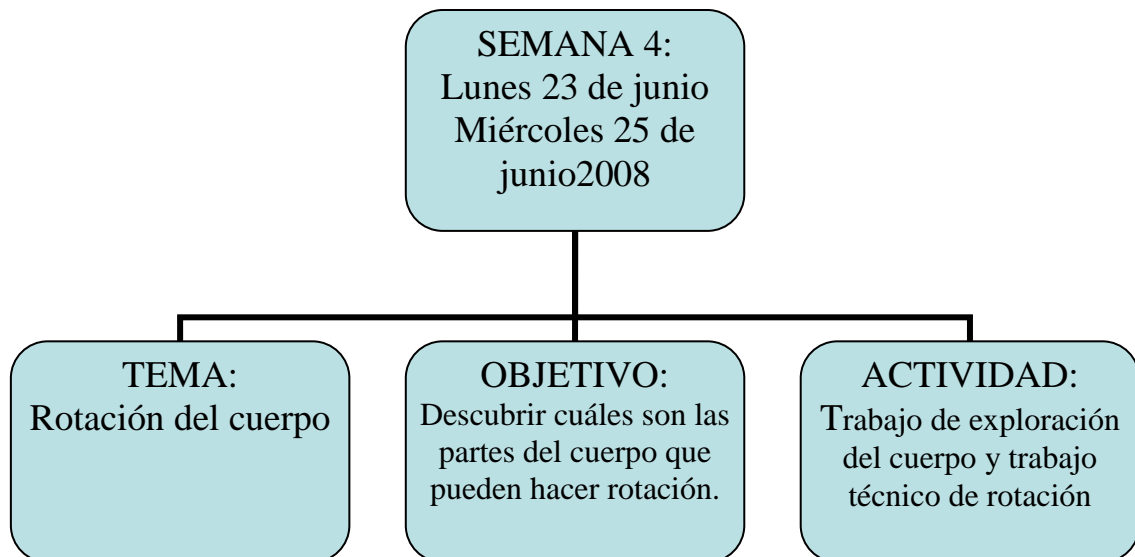 SEMANA 4:
Lunes 23 de junio
Miércoles 25 de
junio2008
TEMA:
Rotación del cuerpo
OBJETIVO:
Descubrir cuáles son las
partes del cuerpo que
pueden hacer rotación.
ACTIVIDAD:
Trabajo de exploración
del cuerpo y trabajo
técnico de rotación